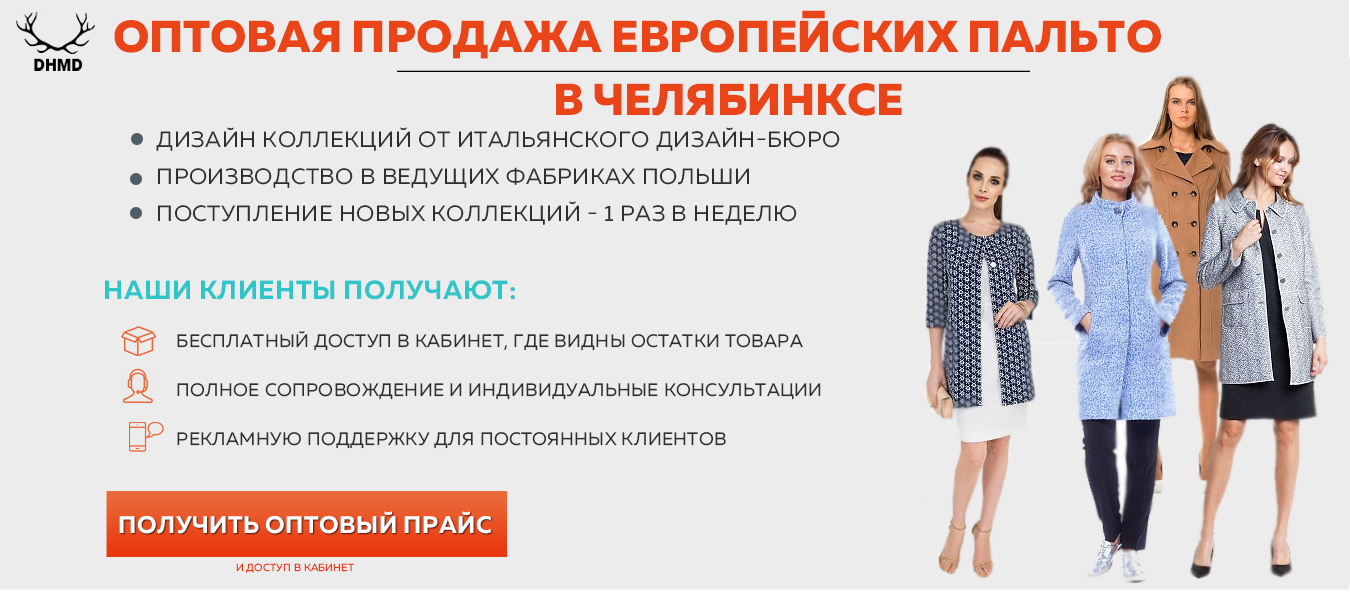 DHMD
ОПТОВАЯ ПРОДАЖА ЕВРОПЕЙСКИХ ПАЛЬТО
В ЧЕЛЯБИНКСЕ
ДИЗАЙН КОЛЛЕКЦИЙ ОТ ИТАЛЬЯНСКОГО ДИЗАЙН-БЮРО
ПРОИЗВОДСТВО В ВЕДУЩИХ ФАБРИКАХ ПОЛЬШИ
ПОСТУПЛЕНИЕ НОВЫХ КОЛЛЕКЦИЙ - 1 РАЗ В НЕДЕЛЮ
НАШИ КЛИЕНТЫ ПОЛУЧАЮТ:
БЕСПЛАТНЫЙ ДОСТУП В КАБИНЕТ, ГДЕ ВИДНЫ ОСТАТКИ ТОВАРА
ПОЛНОЕ СОПРОВОЖДЕНИЕ И ИНДИВИДУАЛЬНЫЕ КОНСУЛЬТАЦИИ
РЕКЛАМНУЮ ПОДДЕРЖКУ ДЛЯ ПОСТОЯННЫХ КЛИЕНТОВ
ПОЛУЧИТЬ ОПТОВЫЙ ПРАЙС
И ДОСТУП В КАБИНЕТ